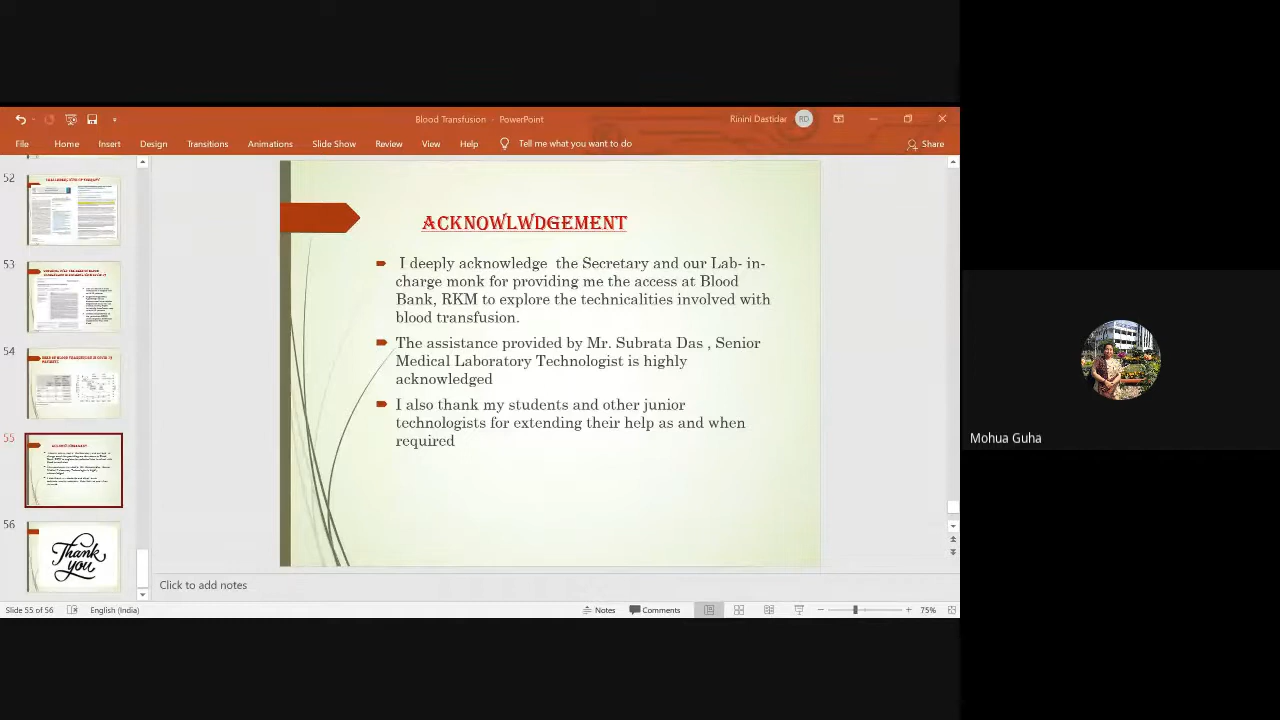 Blood Transfusion - PowerPoint
Rinini Dastidar
RD
File Home Insert Design Transitions Animations Slide Show Review View Help Tell me what you want to do
Share
52
53
54
55
56
Thank you
ACKNOWLWDGEMENT
I deeply acknowledge the Secretary and our Lab- in-
charge monk for providing me the access at Blood
Bank, RKM to explore the technicalities involved with
blood transfusion.
The assistance provided by Mr. Subrata Das , Senior
Medical Laboratory Technologist is highly
acknowledged
I also thank my students and other junior
technologists for extending their help as and when
required
Click to add notes
Slide 55 of 56
English (India)
Notes
Comments
75%
Mohua Guha